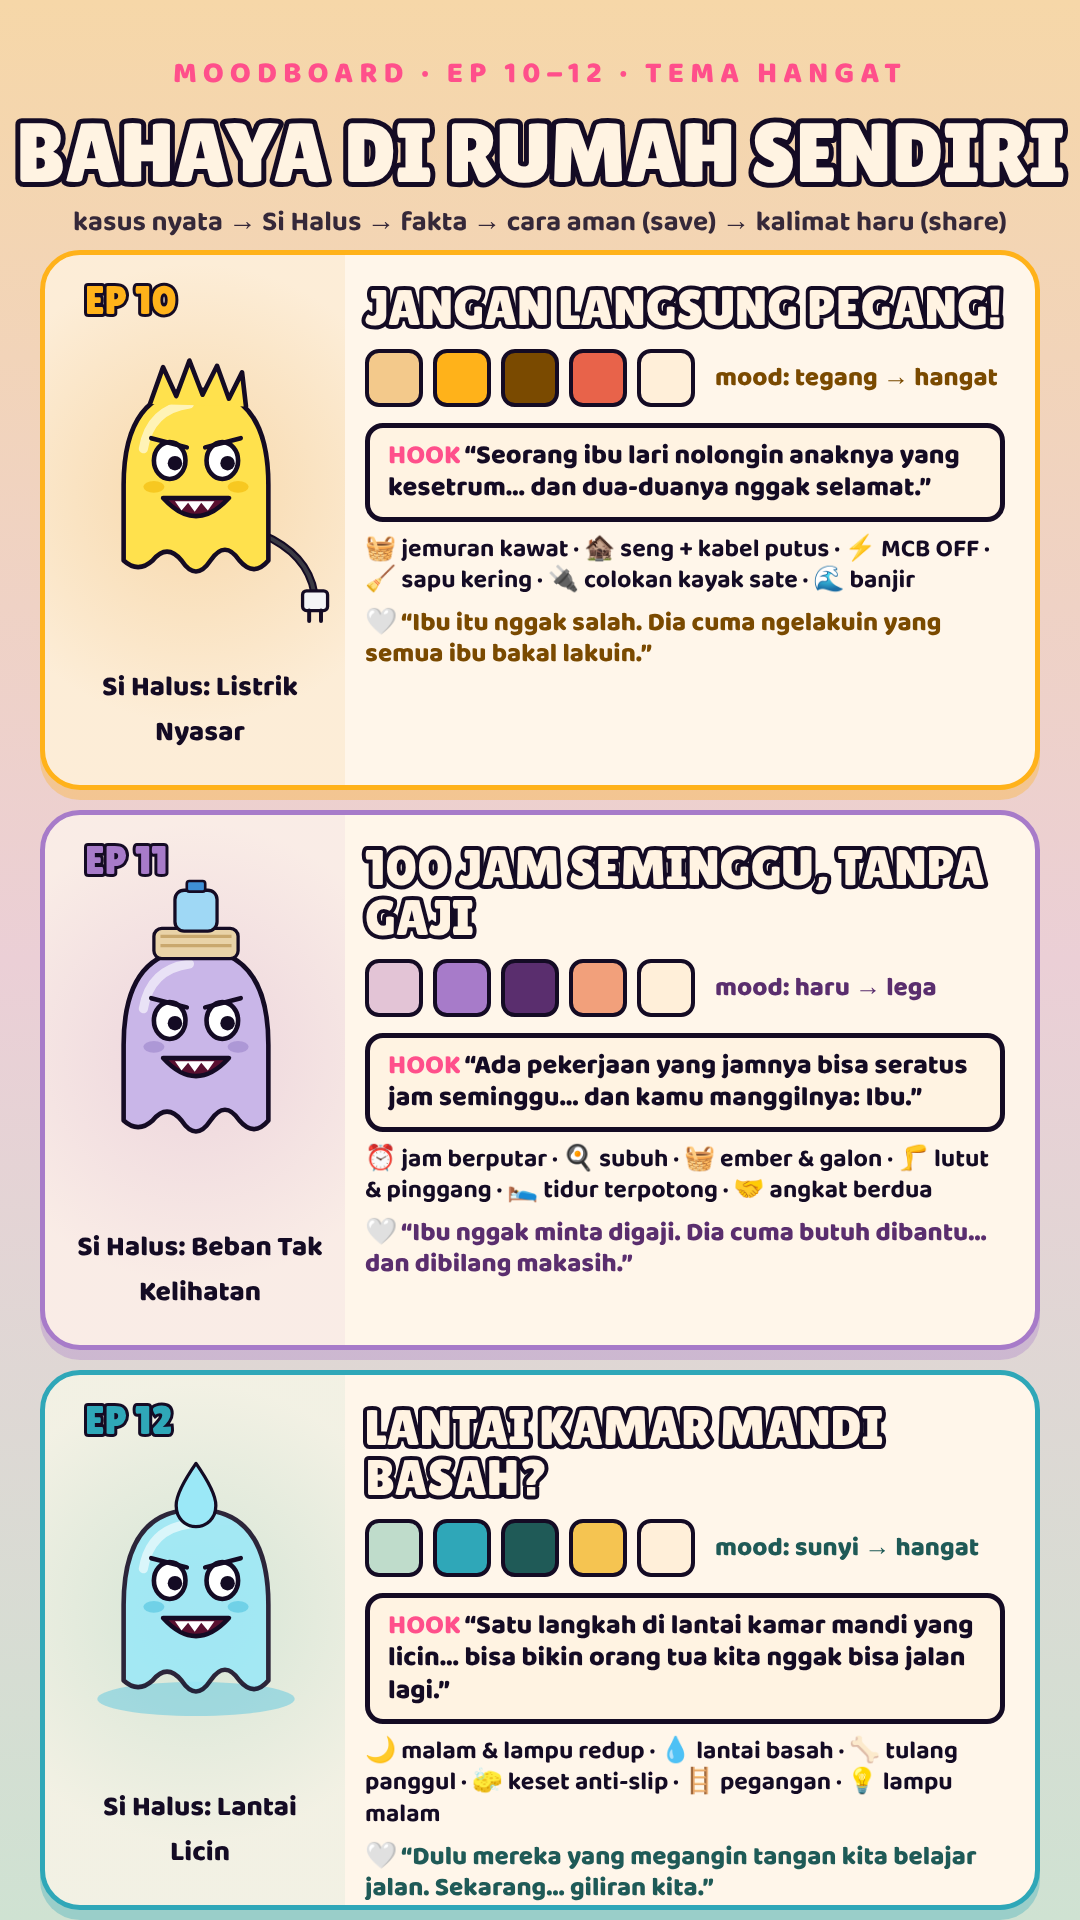 MOODBOARD · EP 10–12 · TEMA HANGAT
BAHAYA DI RUMAH SENDIRI
kasus nyata → Si Halus → fakta → cara aman (save) → kalimat haru (share)
EP 10
Si Halus: Listrik
Nyasar
JANGAN LANGSUNG PEGANG!
mood: tegang → hangat
HOOK “Seorang ibu lari nolongin anaknya yang
kesetrum... dan dua-duanya nggak selamat.”
🧺 jemuran kawat · 🏚️ seng + kabel putus · ⚡ MCB OFF ·
🧹 sapu kering · 🔌 colokan kayak sate · 🌊 banjir
🤍 “Ibu itu nggak salah. Dia cuma ngelakuin yang
semua ibu bakal lakuin.”
EP 11
Si Halus: Beban Tak
Kelihatan
100 JAM SEMINGGU, TANPA
GAJI
mood: haru → lega
HOOK “Ada pekerjaan yang jamnya bisa seratus
jam seminggu... dan kamu manggilnya: Ibu.”
⏰ jam berputar · 🍳 subuh · 🧺 ember & galon · 🦵 lutut
& pinggang · 🛌 tidur terpotong · 🤝 angkat berdua
🤍 “Ibu nggak minta digaji. Dia cuma butuh dibantu...
dan dibilang makasih.”
EP 12
Si Halus: Lantai
Licin
LANTAI KAMAR MANDI
BASAH?
mood: sunyi → hangat
HOOK “Satu langkah di lantai kamar mandi yang
licin... bisa bikin orang tua kita nggak bisa jalan
lagi.”
🌙 malam & lampu redup · 💧 lantai basah · 🦴 tulang
panggul · 🧽 keset anti-slip · 🪜 pegangan · 💡 lampu
malam
🤍 “Dulu mereka yang megangin tangan kita belajar
jalan. Sekarang... giliran kita.”